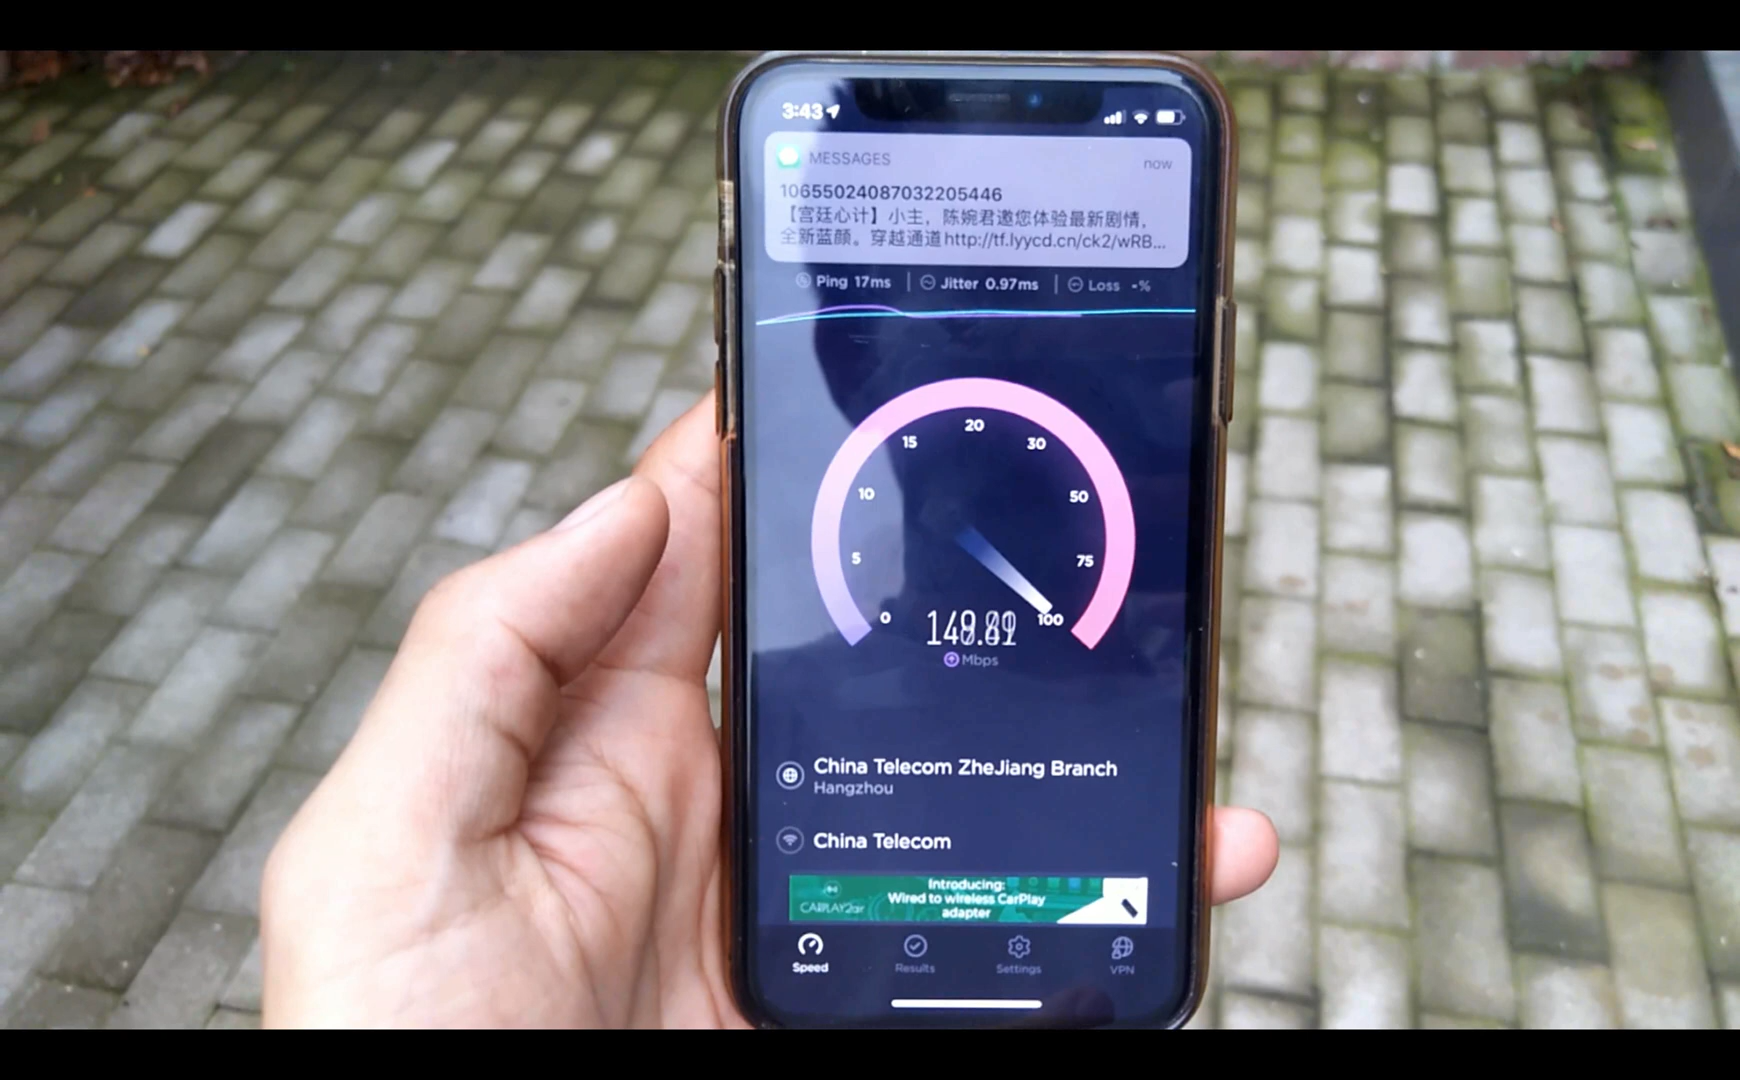 3:43
MESSAGES
now
10655024087032205446
【宫廷心计】小主，陈婉君邀您体验最新剧情，
全新蓝颜。穿越通道http://tf.lyycd.cn/ck2/wRB...
Ping 17ms | Jitter 0.97ms | Loss -%
20
15 30
10 50
5 75
0 100
Mbps
China Telecom ZheJiang Branch
Hangzhou
China Telecom
Introducing:
CARPLAY2air Wired to wireless CarPlay
adapter
Speed Results Settings VPN